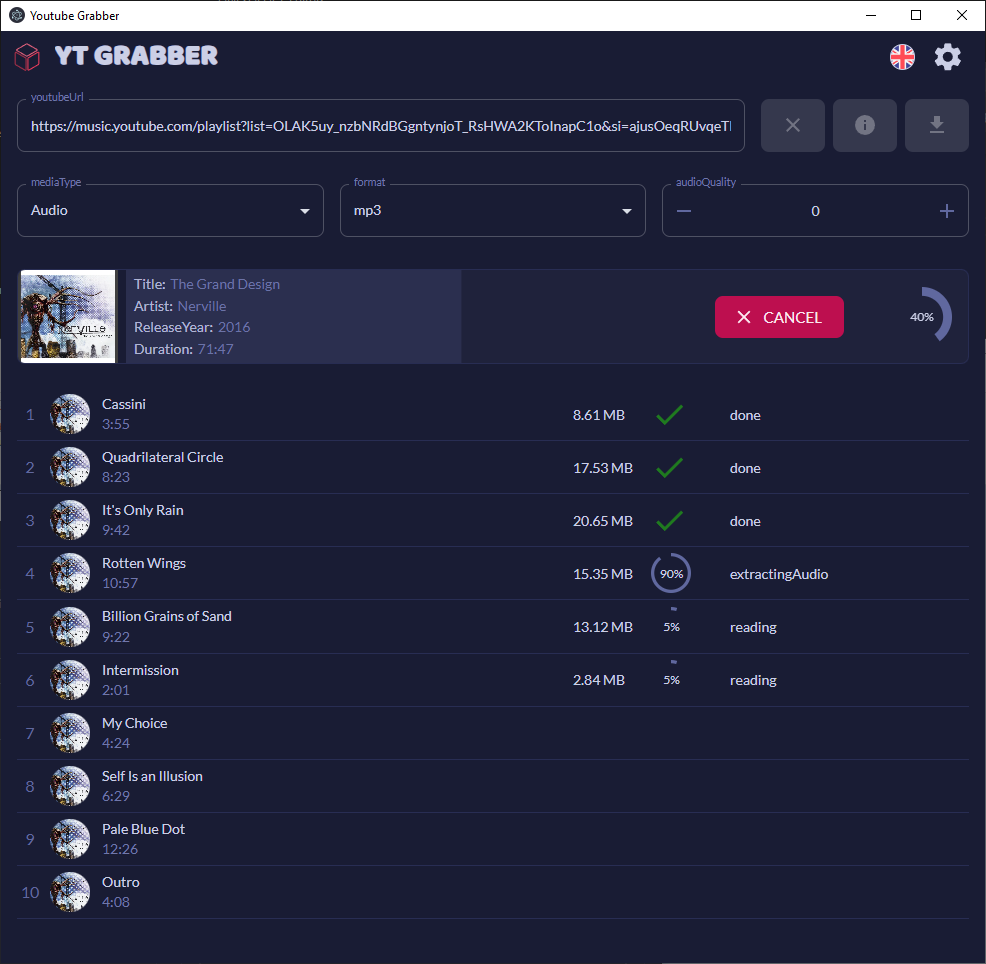 Youtube Grabber
YT GRABBER
youtubeUrl
https://music.youtube.com/playlist?list=OLAK5uy_nzbNRdBGgntynjoT_RsHWA2KToInapC1o&si=ajusOeqRUvqeTl
mediaType
format
audioQuality
Audio
mp3
0
Title: The Grand Design
Artist: Nerville
ReleaseYear: 2016
Duration: 71:47
CANCEL
40%
1 Cassini 8.61 MB done
3:55
2 Quadrilateral Circle 17.53 MB done
8:23
3 It's Only Rain 20.65 MB done
9:42
4 Rotten Wings 15.35 MB 90% extractingAudio
10:57
5 Billion Grains of Sand 13.12 MB 5% reading
9:22
6 Intermission 2.84 MB 5% reading
2:01
7 My Choice
4:24
8 Self Is an Illusion
6:29
9 Pale Blue Dot
12:26
10 Outro
4:08